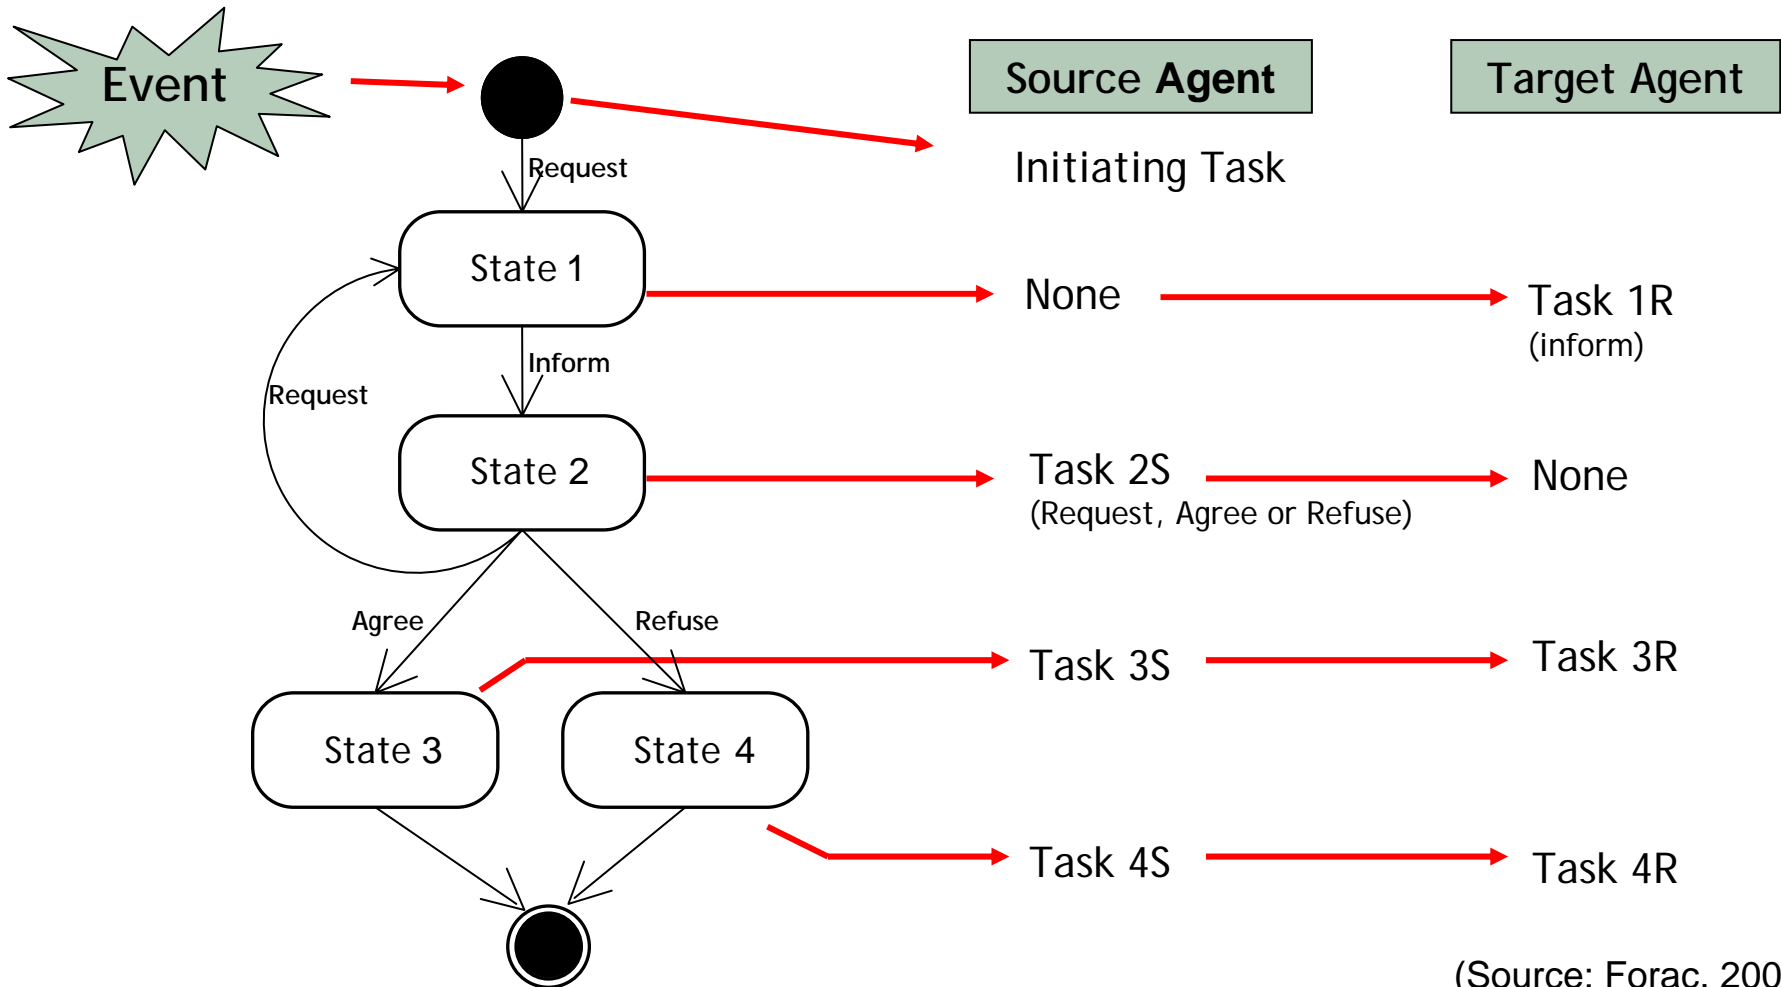 Event
Source Agent
Target Agent
Initiating Task
Request
State 1
None
Task 1R
(inform)
Inform
Request
State 2
Task 2S
(Request, Agree or Refuse)
None
Agree
Refuse
Task 3S
Task 3R
State 3
State 4
Task 4S
Task 4R
(Source: Forac, 200